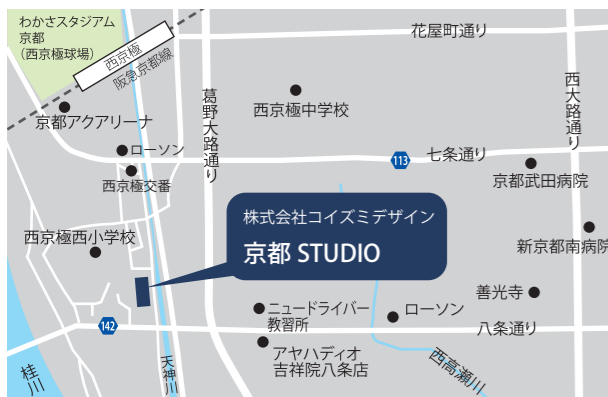 わかさスタジアム
京都
(西京極球場)
西京極
阪急京都線
花屋町通り
京都アクアリーナ
ローソン
西京極交番
葛野大路通り
西京極中学校
西大路通り
113
七条通り
京都武田病院
株式会社コイズミデザイン
京都 STUDIO
西京極西小学校
新京都南病院
善光寺
ニュードライバー
教習所
ローソン
八条通り
142
アヤハディオ
吉祥院八条店
天神川
西高瀬川
桂川